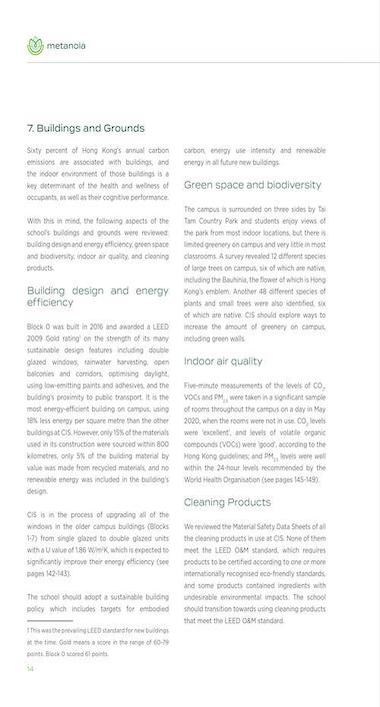 metanoia
7. Buildings and Grounds
Sixty percent of Hong Kong's annual carbon
emissions are associated with buildings, and
the indoor environment of those buildings is a
key determinant of the health and wellness of
occupants, as well as their cognitive performance.
With this in mind, the following aspects of the
school's buildings and grounds were reviewed:
building design and energy efficiency, green space
and biodiversity, indoor air quality, and cleaning
products.
Building design and energy
efficiency
Block 0 was built in 2016 and awarded a LEED
2009 Gold rating¹ on the strength of its many
sustainable design features including double
glazed windows, rainwater harvesting, open
balconies and corridors, optimising daylight,
using low-emitting paints and adhesives, and the
building's proximity to public transport. It is the
most energy-efficient building on campus, using
18% less energy per square metre than the other
buildings at CIS. However, only 15% of the materials
used in its construction were sourced within 800
kilometres, only 5% of the building material by
value was made from recycled materials, and no
renewable energy was included in the building's
design.
CIS is in the process of upgrading all of the
windows in the older campus buildings (Blocks
1-7) from single glazed to double glazed units
with a U value of 1.86 W/m²K, which is expected to
significantly improve their energy efficiency (see
pages 142-143).
The school should adopt a sustainable building
policy which includes targets for embodied
1 This was the prevailing LEED standard for new buildings
at the time. Gold means a score in the range of 60-79
points. Block 0 scored 61 points.
14
carbon, energy use intensity and renewable
energy in all future new buildings.
Green space and biodiversity
The campus is surrounded on three sides by Tai
Tam Country Park and students enjoy views of
the park from most indoor locations, but there is
limited greenery on campus and very little in most
classrooms. A survey revealed 12 different species
of large trees on campus, six of which are native,
including the Bauhinia, the flower of which is Hong
Kong's emblem. Another 48 different species of
plants and small trees were also identified, six
of which are native. CIS should explore ways to
increase the amount of greenery on campus,
including green walls.
Indoor air quality
Five-minute measurements of the levels of CO₂,
VOCs and PM₂.₅ were taken in a significant sample
of rooms throughout the campus on a day in May
2020, when the rooms were not in use. CO₂ levels
were 'excellent', and levels of volatile organic
compounds (VOCs) were 'good', according to the
Hong Kong guidelines; and PM₂.₅ levels were well
within the 24-hour levels recommended by the
World Health Organisation (see pages 145-149).
Cleaning Products
We reviewed the Material Safety Data Sheets of all
the cleaning products in use at CIS. None of them
meet the LEED O&M standard, which requires
products to be certified according to one or more
internationally recognised eco-friendly standards,
and some products contained ingredients with
undesirable environmental impacts. The school
should transition towards using cleaning products
that meet the LEED O&M standard.